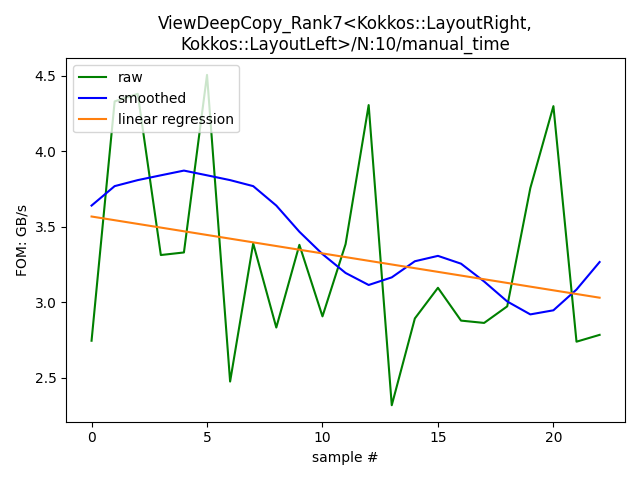 ViewDeepCopy_Rank7<Kokkos::LayoutRight,
Kokkos::LayoutLeft>/N:10/manual_time
raw
smoothed
linear regression
FOM: GB/s
4.5
4.0
3.5
3.0
2.5
0
5
10
15
20
sample #